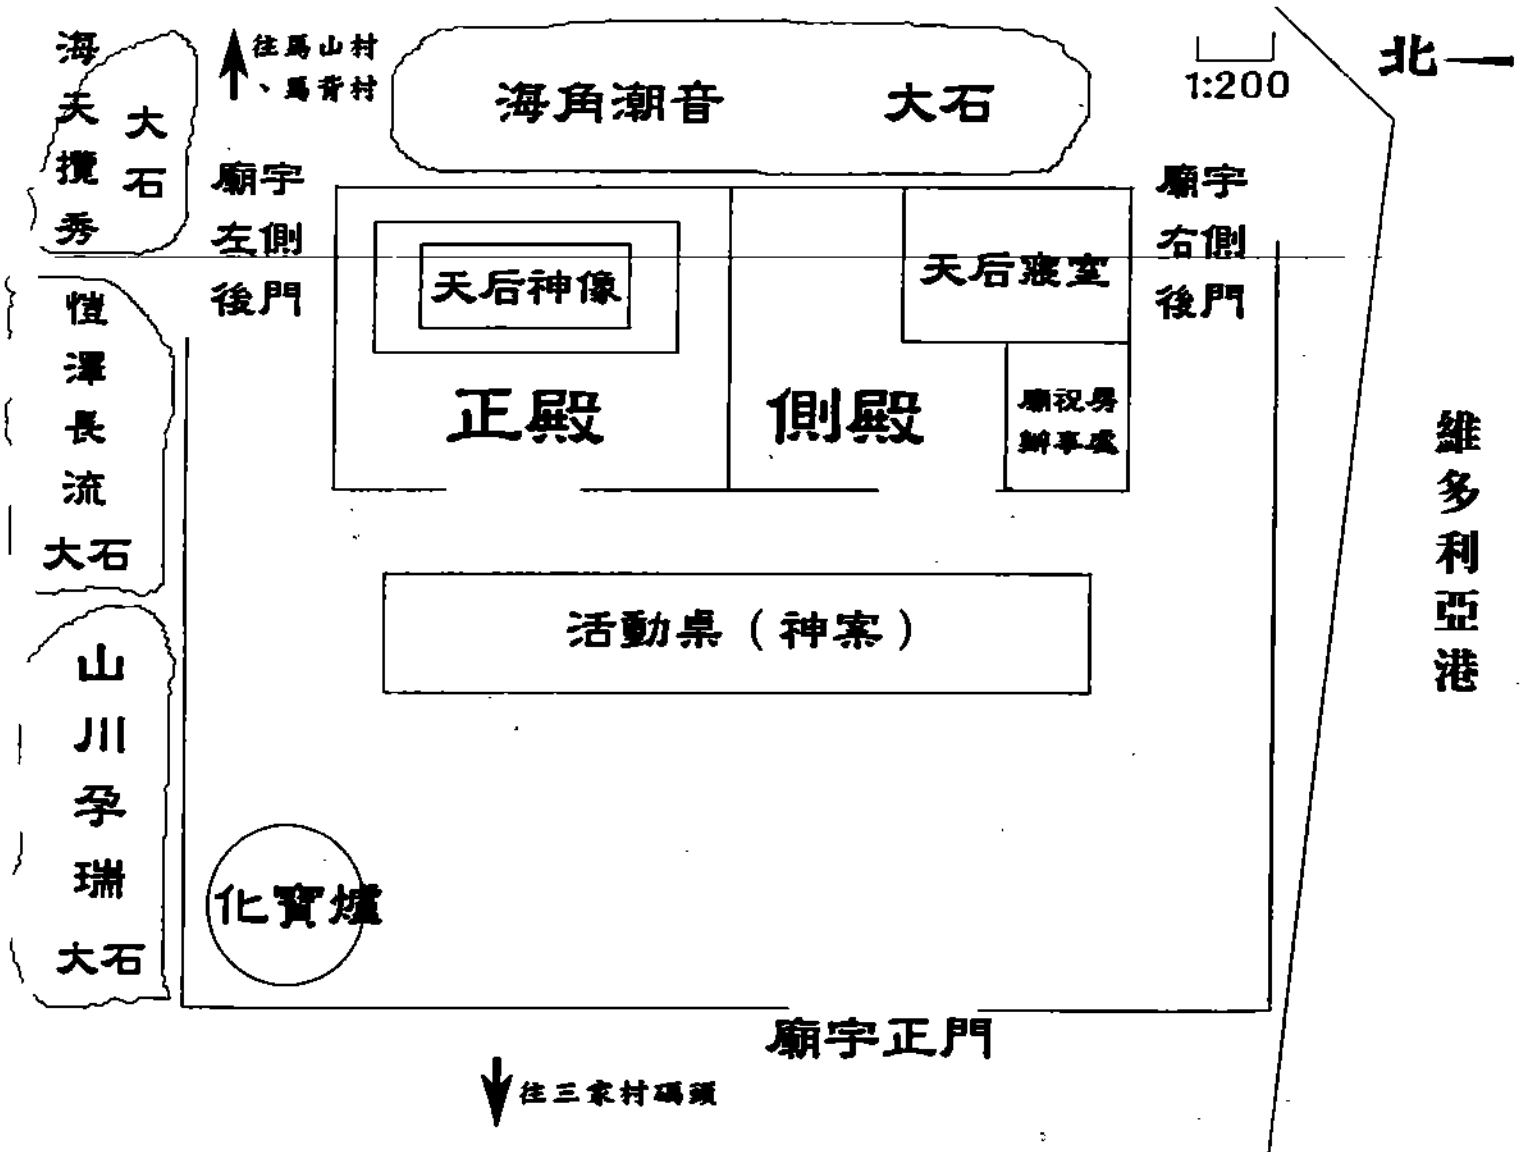 海天攬秀
大石
往馬山村
、馬背村
海角潮音 大石
1:200
北
廟宇
左側
後門
廟宇
右側
後門
天后神像
天后寢室
正殿
側殿
廟祝房
辦事處
愷澤長流
大石
維多利亞港
活動桌（神案）
山川孕瑞
大石
化寶爐
廟宇正門
往三家村碼頭